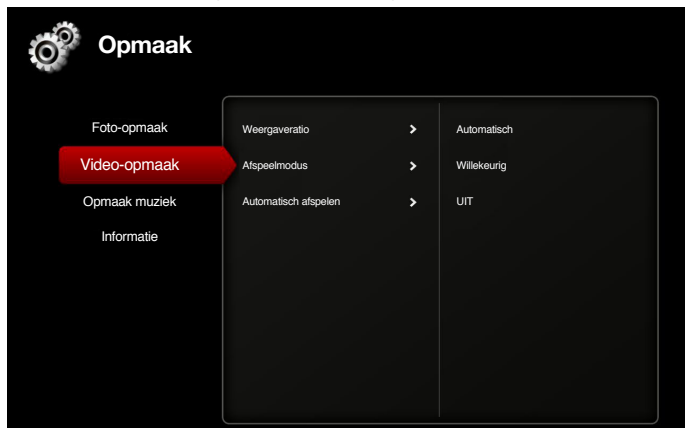 Opmaak
Foto-opmaak
Video-opmaak
Opmaak muziek
Informatie
Weergaveratio
Automatisch
Afspeelmodus
Willekeurig
Automatisch afspelen
UIT